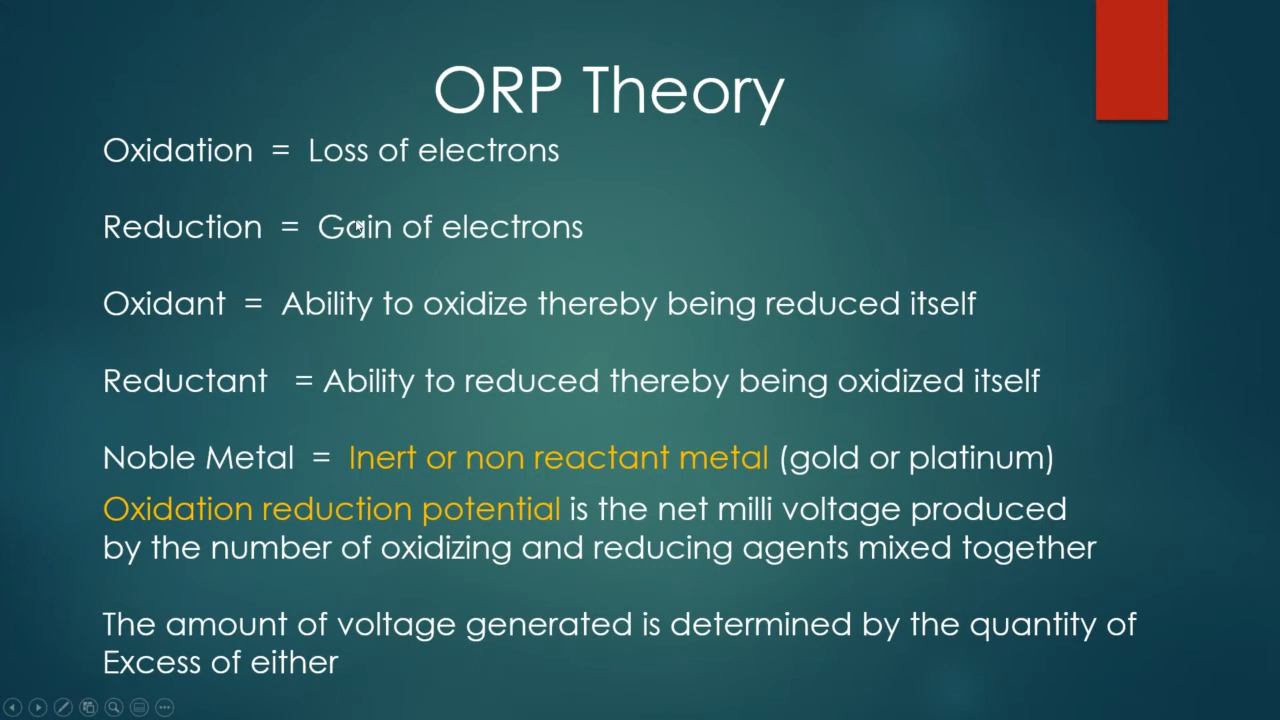 ORP Theory
Oxidation = Loss of electrons
Reduction = Gain of electrons
Oxidant = Ability to oxidize thereby being reduced itself
Reductant = Ability to reduced thereby being oxidized itself
Noble Metal = Inert or non reactant metal (gold or platinum)
Oxidation reduction potential is the net milli voltage produced
by the number of oxidizing and reducing agents mixed together
The amount of voltage generated is determined by the quantity of
Excess of either